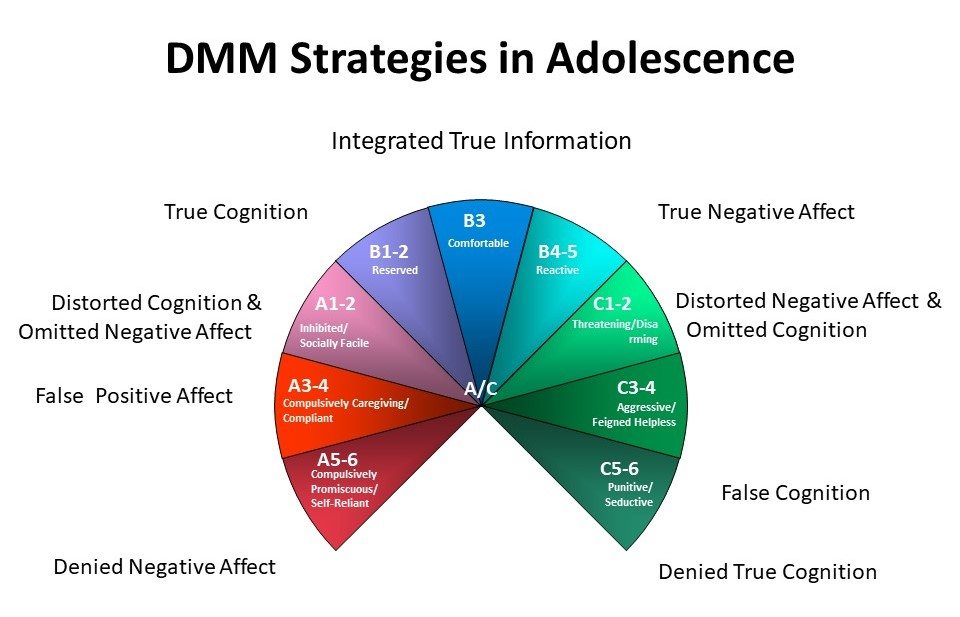 DMM Strategies in Adolescence
Integrated True Information
True Cognition
True Negative Affect
B3
Comfortable
B1-2
Reserved
B4-5
Reactive
A1-2
Inhibited/
Socially Facile
C1-2
Threatening/Disa
rming
Distorted Cognition &
Omitted Negative Affect
Distorted Negative Affect &
Omitted Cognition
False Positive Affect
A3-4
Compulsively Caregiving/
Compliant
A/C
C3-4
Aggressive/
Feigned Helpless
A5-6
Compulsively
Promiscuous/
Self-Reliant
C5-6
Punitive/
Seductive
False Cognition
Denied Negative Affect
Denied True Cognition